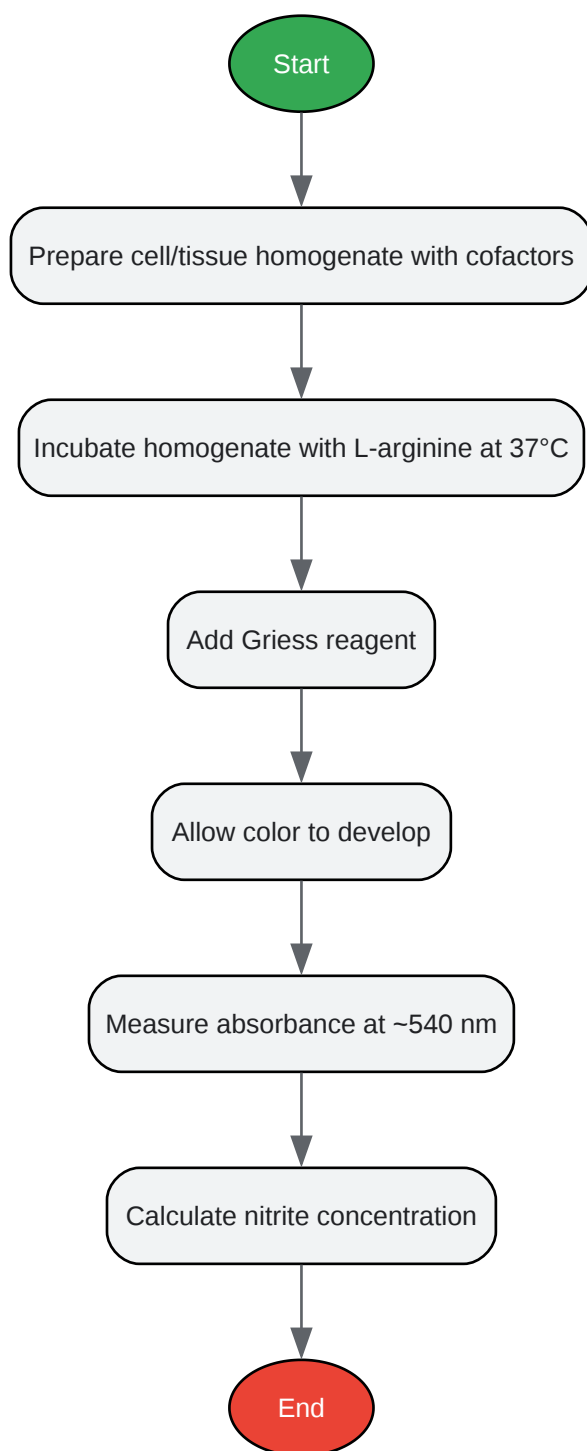 Start
Prepare cell/tissue homogenate with cofactors
Incubate homogenate with L-arginine at 37°C
Add Griess reagent
Allow color to develop
Measure absorbance at ~540 nm
Calculate nitrite concentration
End